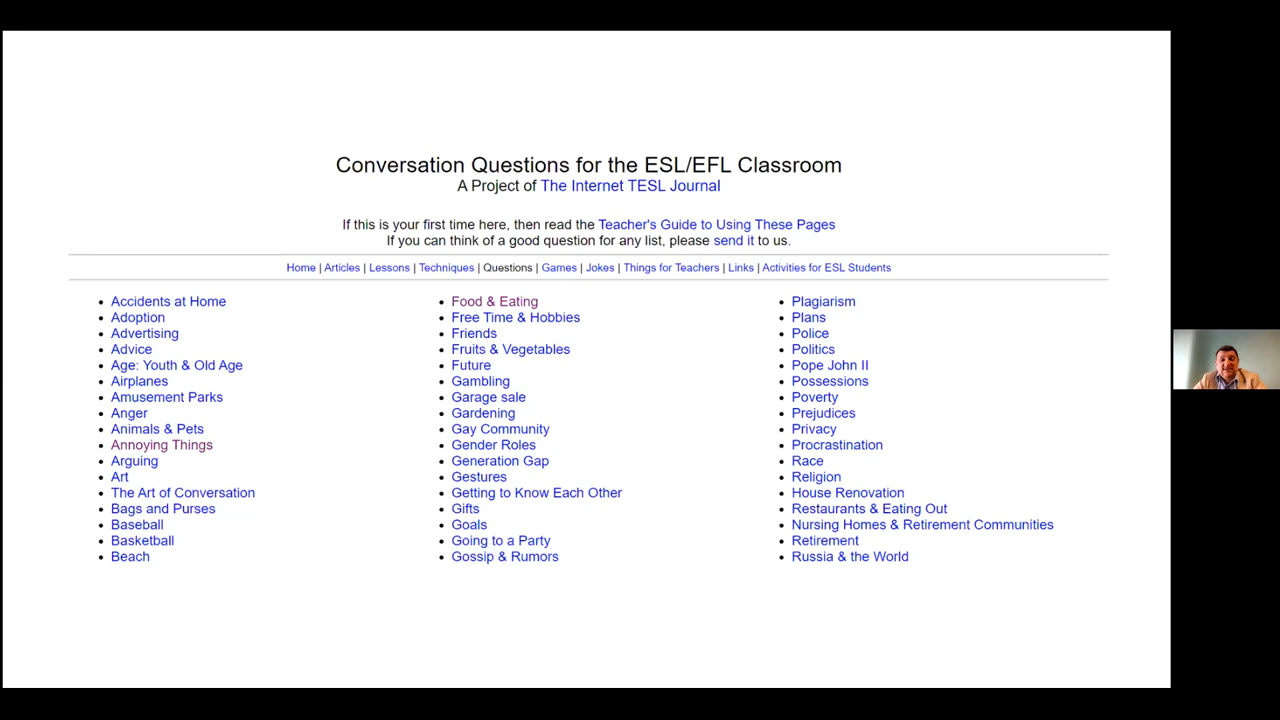 Conversation Questions for the ESL/EFL Classroom
A Project of The Internet TESL Journal
If this is your first time here, then read the Teacher's Guide to Using These Pages
If you can think of a good question for any list, please send it to us.
Home | Articles | Lessons | Techniques | Questions | Games | Jokes | Things for Teachers | Links | Activities for ESL Students
Accidents at Home
Adoption
Advertising
Advice
Age: Youth & Old Age
Airplanes
Amusement Parks
Anger
Animals & Pets
Annoying Things
Arguing
Art
The Art of Conversation
Bags and Purses
Baseball
Basketball
Beach
Food & Eating
Free Time & Hobbies
Friends
Fruits & Vegetables
Future
Gambling
Garage sale
Gardening
Gay Community
Gender Roles
Generation Gap
Gestures
Getting to Know Each Other
Gifts
Goals
Going to a Party
Gossip & Rumors
Plagiarism
Plans
Police
Politics
Pope John II
Possessions
Poverty
Prejudices
Privacy
Procrastination
Race
Religion
House Renovation
Restaurants & Eating Out
Nursing Homes & Retirement Communities
Retirement
Russia & the World